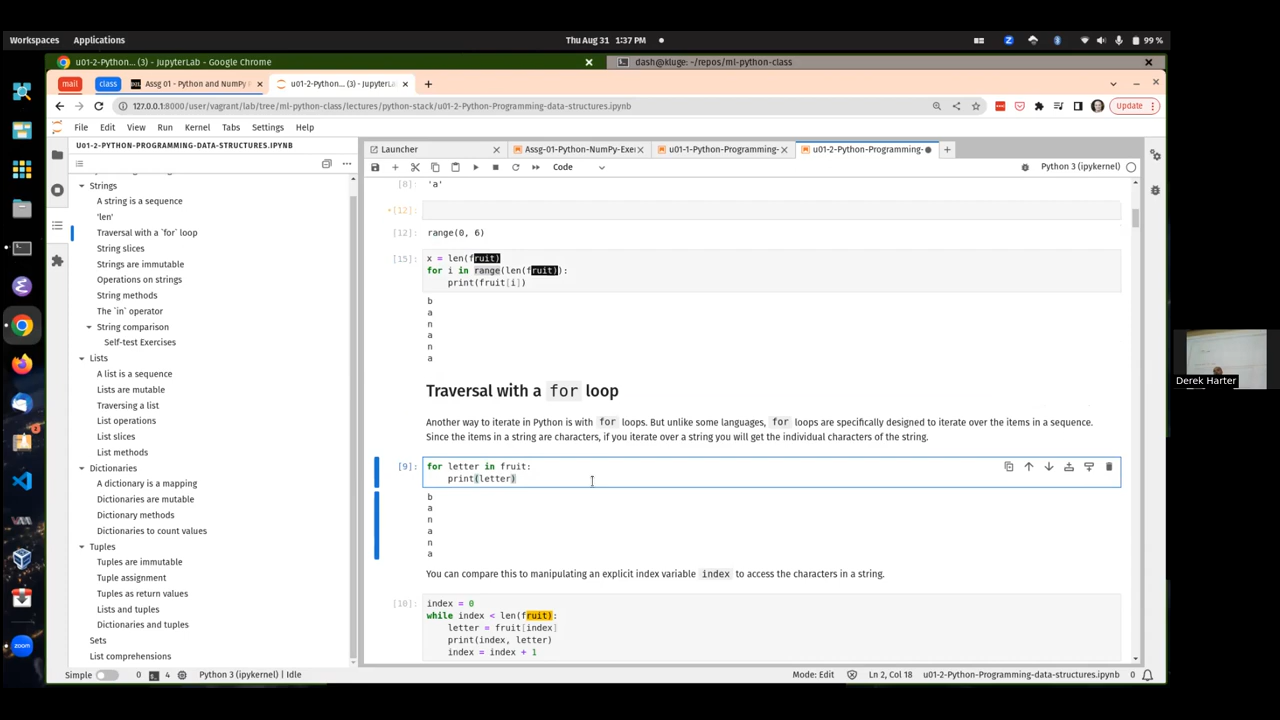 Workspaces Applications Thu Aug 31 1:37 PM 99 %
u01-2-Python... (3) - JupyterLab - Google Chrome dash@kluge: ~/repos/ml-python-class
mail class Assg 01 - Python and NumPy u01-2-Python... (3) - JupyterL
127.0.0.1:8000/user/vagrant/lab/tree/ml-python-class/lectures/python-stack/u01-2-Python-Programming-data-structures.ipynb Update
File Edit View Run Kernel Tabs Settings Help
U01-2-PYTHON-PROGRAMMING-DATA-STRUCTURES.IPYNB
Strings
A string is a sequence
'len'
Traversal with a `for` loop
String slices
Strings are immutable
Operations on strings
String methods
The `in` operator
String comparison
Self-test Exercises
Lists
A list is a sequence
Lists are mutable
Traversing a list
List operations
List slices
List methods
Dictionaries
A dictionary is a mapping
Dictionaries are mutable
Dictionary methods
Dictionaries to count values
Tuples
Tuples are immutable
Tuple assignment
Tuples as return values
Lists and tuples
Dictionaries and tuples
Sets
List comprehensions
Launcher Assg-01-Python-NumPy-Exer u01-1-Python-Programming- u01-2-Python-Programming-
Code Python 3 (ipykernel)
[8]: 'a'
[12]:
[12]: range(0, 6)
[15]: x = len(fruit)
for i in range(len(fruit)):
print(fruit[i])
b
a
n
a
n
a
Traversal with a for loop
Another way to iterate in Python is with for loops. But unlike some languages, for loops are specifically designed to iterate over the items in a sequence.
Since the items in a string are characters, if you iterate over a string you will get the individual characters of the string.
[9]: for letter in fruit:
print(letter)
b
a
n
a
n
a
You can compare this to manipulating an explicit index variable index to access the characters in a string.
[10]: index = 0
while index < len(fruit):
letter = fruit[index]
print(index, letter)
index = index + 1
Simple 0 4 Python 3 (ipykernel) | Idle Mode: Edit Ln 2, Col 18 u01-2-Python-Programming-data-structures.ipynb 0
Derek Harter
zoom